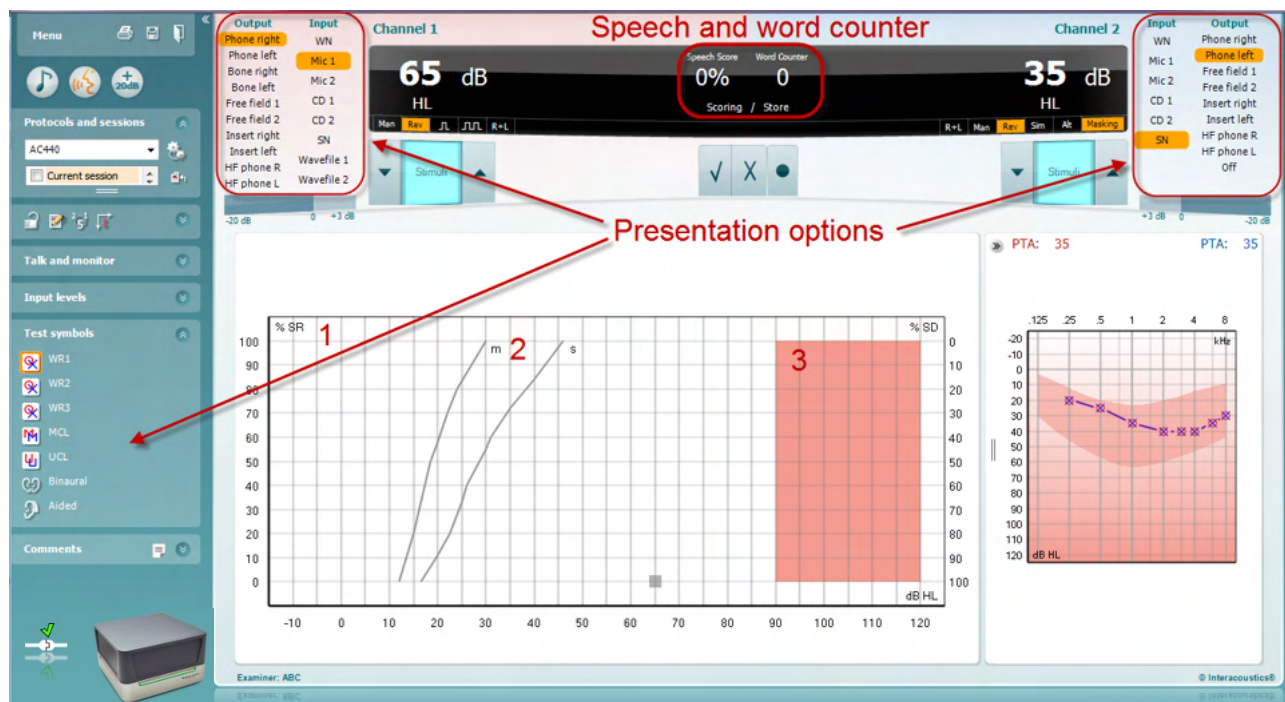 Menu
Output
Input
Channel 1
Speech and word counter
Channel 2
Input
Output
Phone right
Phone left
Bone right
Bone left
Free field 1
Free field 2
Insert right
Insert left
HF phone R
HF phone L
WN
Mic 1
Mic 2
CD 1
CD 2
SN
Wavefile 1
Wavefile 2
65 dB
HL
Man Rev R+L
Speech Score Word Counter
0% 0
Scoring / Store
35 dB
HL
R+L Man Rev Sim Alt Masking
WN
Mic 1
Mic 2
CD 1
CD 2
SN
Phone right
Phone left
Free field 1
Free field 2
Insert right
Insert left
HF phone R
HF phone L
Off
20dB
Protocols and sessions
AC440
Current session
Talk and monitor
Input levels
Test symbols
WR1
WR2
WR3
MCL
UCL
Binaural
Aided
Comments
Stimuli
Stimuli
-20 dB 0 +3 dB
+3 dB 0 -20 dB
Presentation options
% SR 1
m 2 s
3
% SD
100
90
80
70
60
50
40
30
20
10
0
0
10
20
30
40
50
60
70
80
90
100
dB HL
-10 0 10 20 30 40 50 60 70 80 90 100 110 120
PTA: 35 PTA: 35
.125 .25 .5 1 2 4 8
kHz
-20
-10
0
10
20
30
40
50
60
70
80
90
100
110
120
dB HL
Examiner: ABC
© Interacoustics®